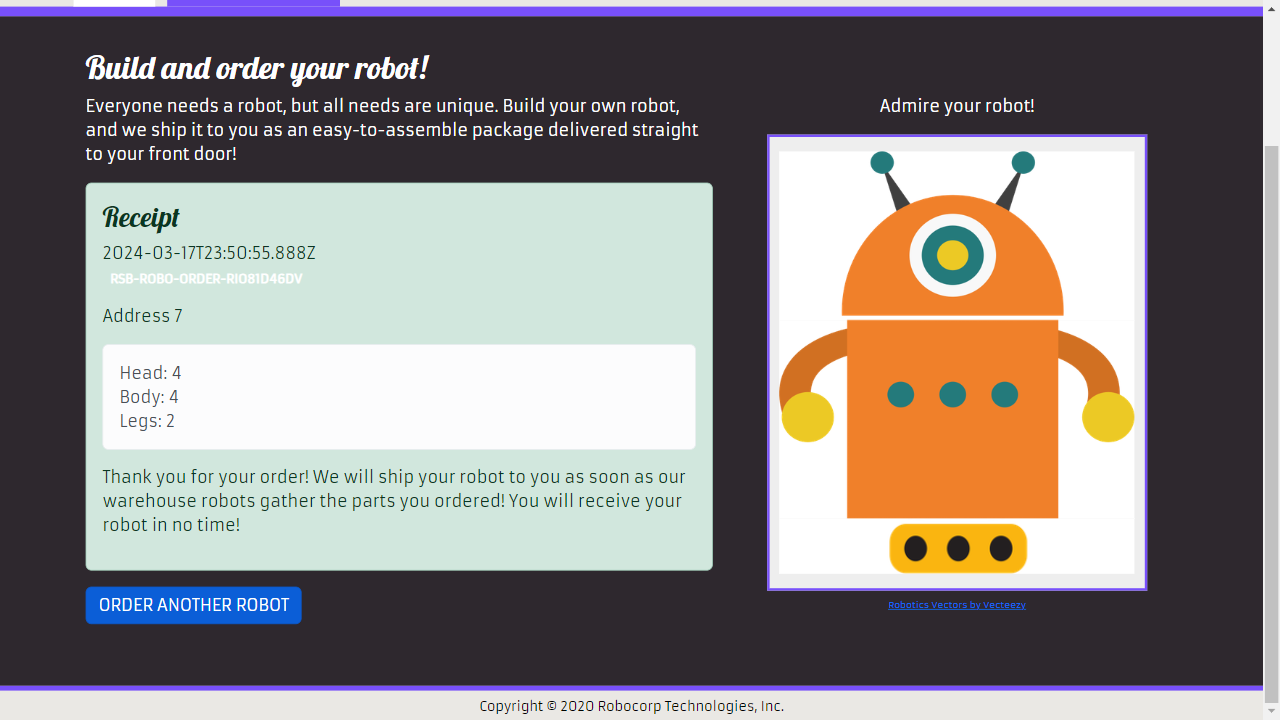 Build and order your robot!
Everyone needs a robot, but all needs are unique. Build your own robot,
and we ship it to you as an easy-to-assemble package delivered straight
to your front door!
Receipt
2024-03-17T23:50:55.888Z
RSB-ROBO-ORDER-RIO81D46DV
Address 7
Head: 4
Body: 4
Legs: 2
Thank you for your order! We will ship your robot to you as soon as our
warehouse robots gather the parts you ordered! You will receive your
robot in no time!
ORDER ANOTHER ROBOT
Admire your robot!
Robotics Vectors by Vecteezy
Copyright © 2020 Robocorp Technologies, Inc.